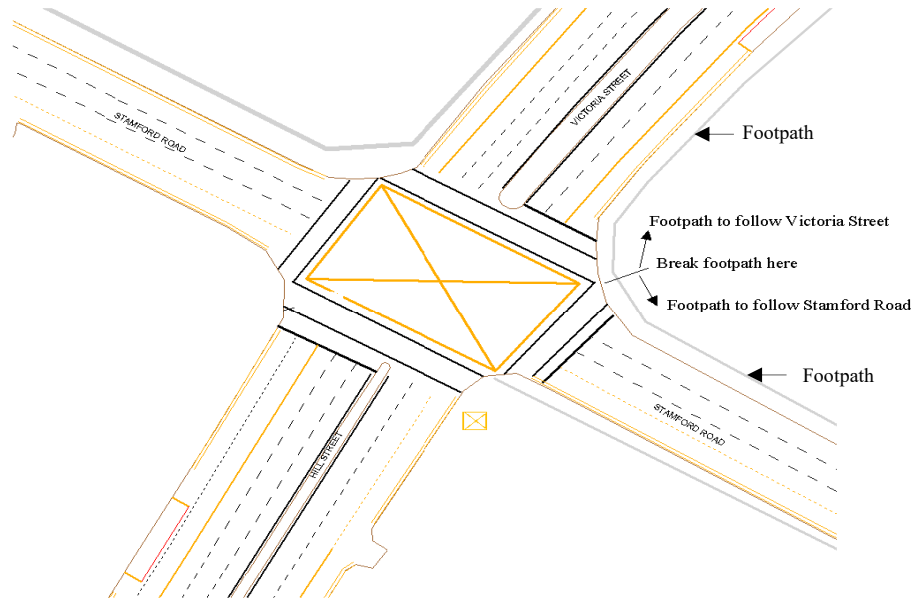 STAMFORD ROAD
VICTORIA STREET
Footpath
Footpath to follow Victoria Street
Break footpath here
Footpath to follow Stamford Road
Footpath
STAMFORD ROAD
HILL STREET